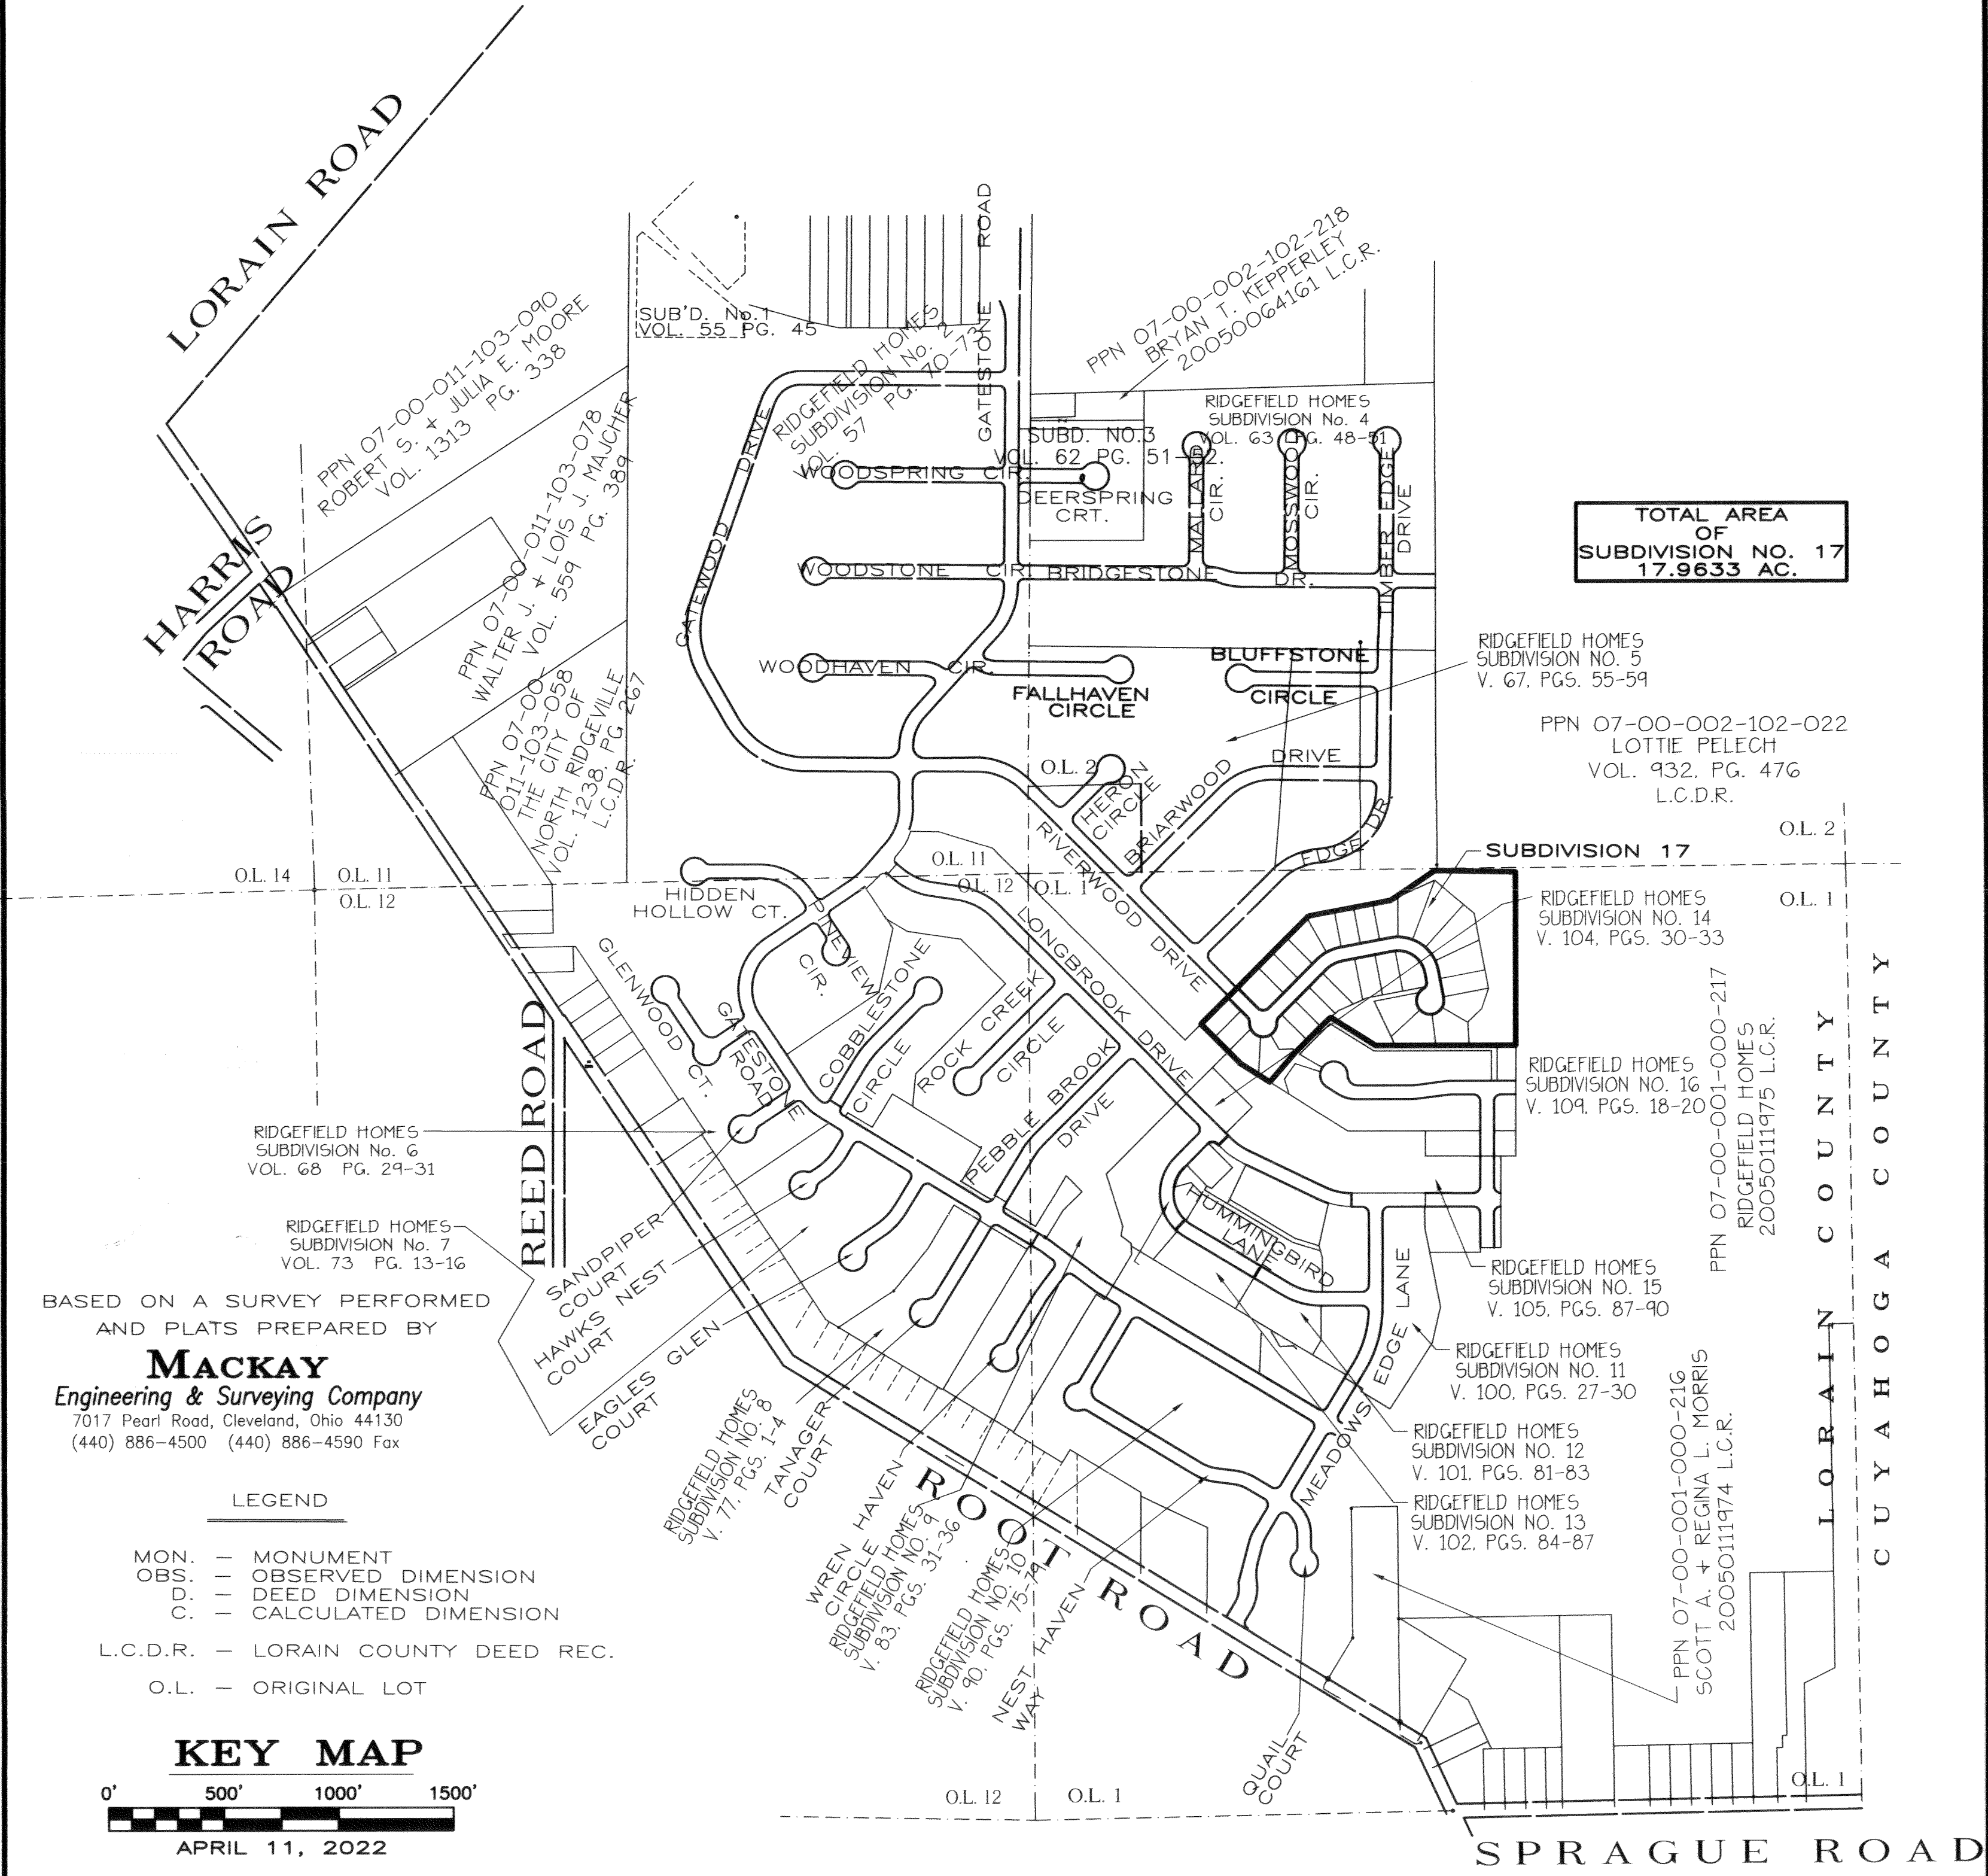 LORAIN ROAD
HARRIS
ROAD
PPN 07-00-011-103-090
ROBERT S. + JULIA E. MOORE
VOL. 1313 PG. 338
PPN 07-00-011-103-078
WALTER J. + LOIS J. MAJCHER
VOL. 559 PG. 389
PPN 07-00-
011-103-058
THE CITY OF
NORTH RIDGEVILLE
VOL. 1238, PG. 267
L.C.D.R.
SUB'D. No.1
VOL. 55 PG. 45
RIDGEFIELD HOMES
SUBDIVISION No. 2
VOL. 57 PG. 70-73
GATESTONE ROAD
PPN 07-00-002-102-218
BRYAN T. KEPPERLEY
20050064161 L.C.R.
RIDGEFIELD HOMES
SUBDIVISION No. 4
VOL. 63 PG. 48-51
SUBD. NO.3
VOL. 62 PG. 51-52.
GATEWOOD DRIVE
WOODSPRING CIR.
DEERSPRING
CRT.
MALLARD
CIR.
MOSSWOOD
CIR.
TIMBER EDGE
DRIVE
WOODSTONE CIR.
BRIDGESTONE DR.
WOODHAVEN CIR.
FALLHAVEN
CIRCLE
BLUFFSTONE
CIRCLE
TOTAL AREA
OF
SUBDIVISION NO. 17
17.9633 AC.
RIDGEFIELD HOMES
SUBDIVISION NO. 5
V. 67, PGS. 55-59
PPN 07-00-002-102-022
LOTTIE PELECH
VOL. 932, PG. 476
L.C.D.R.
O.L. 2
HERON
CIRCLE
BRIARWOOD DRIVE
TIMBER EDGE DR.
RIVERWOOD DRIVE
O.L. 2
O.L. 1
SUBDIVISION 17
O.L. 14
O.L. 11
O.L. 12
O.L. 11
O.L. 12
O.L. 1
HIDDEN
HOLLOW CT.
PINE VIEW
CIR.
LONGBROOK DRIVE
GLENWOOD CT.
GATESTONE
ROAD
COBBLESTONE
CIRCLE
ROCK CREEK
CIRCLE
PEBBLE BROOK
DRIVE
RIDGEFIELD HOMES
SUBDIVISION NO. 14
V. 104, PGS. 30-33
RIDGEFIELD HOMES
SUBDIVISION NO. 16
V. 109, PGS. 18-20
PPN 07-00-001-000-217
RIDGEFIELD HOMES
20050111975 L.C.R.
LORAIN COUNTY
CUYAHOGA COUNTY
REED ROAD
RIDGEFIELD HOMES
SUBDIVISION No. 6
VOL. 68 PG. 29-31
RIDGEFIELD HOMES
SUBDIVISION No. 7
VOL. 73 PG. 13-16
SANDPIPER
COURT
HAWKS NEST
COURT
EAGLES GLEN
COURT
HUMMINGBIRD
LANE
RIDGEFIELD HOMES
SUBDIVISION NO. 15
V. 105, PGS. 87-90
RIDGEFIELD HOMES
SUBDIVISION NO. 11
V. 100, PGS. 27-30
RIDGEFIELD HOMES
SUBDIVISION NO. 12
V. 101, PGS. 81-83
RIDGEFIELD HOMES
SUBDIVISION NO. 13
V. 102, PGS. 84-87
MEADOWS EDGE LANE
RIDGEFIELD HOMES
SUBDIVISION NO. 8
V. 77, PGS. 1-4
TANAGER
COURT
WREN HAVEN
CIRCLE
RIDGEFIELD HOMES
SUBDIVISION NO. 9
V. 83, PGS. 31-36
RIDGEFIELD HOMES
SUBDIVISION NO. 10
V. 90, PGS. 75-79
NEST HAVEN
WAY
ROOT ROAD
QUAIL
COURT
PPN 07-00-001-000-216
SCOTT A. + REGINA L. MORRIS
20050111974 L.C.R.
LORAIN
O.L. 12
O.L. 1
O.L. 1
SPRAGUE ROAD
BASED ON A SURVEY PERFORMED
AND PLATS PREPARED BY
MACKAY
Engineering & Surveying Company
7017 Pearl Road, Cleveland, Ohio 44130
(440) 886-4500 (440) 886-4590 Fax
LEGEND
MON. - MONUMENT
OBS. - OBSERVED DIMENSION
D. - DEED DIMENSION
C. - CALCULATED DIMENSION
L.C.D.R. - LORAIN COUNTY DEED REC.
O.L. - ORIGINAL LOT
KEY MAP
0' 500' 1000' 1500'
APRIL 11, 2022